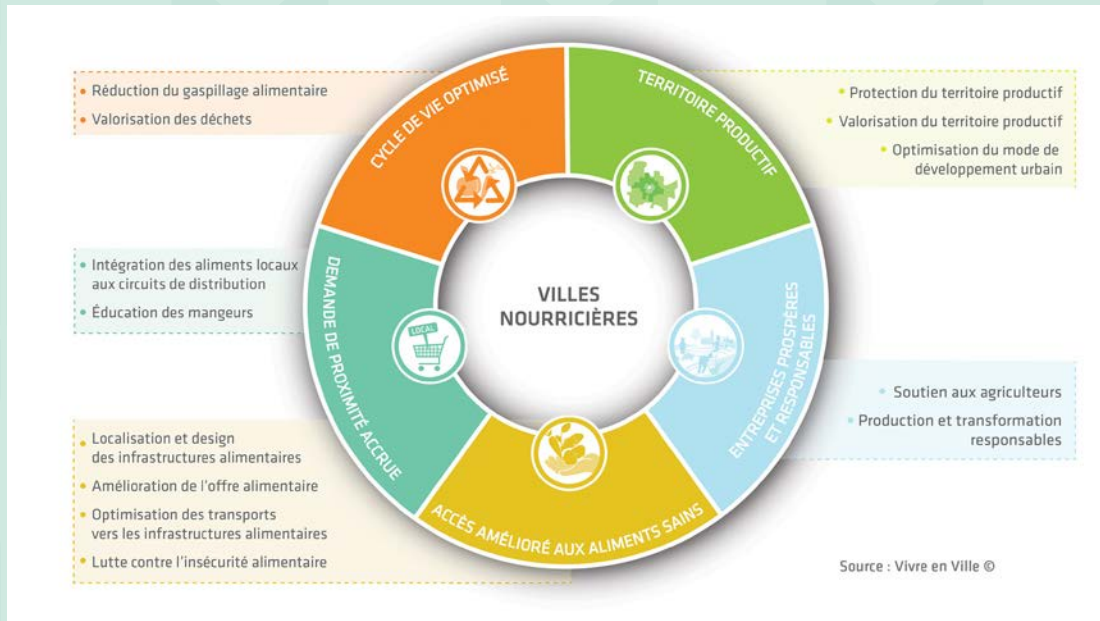 CYCLE DE VIE OPTIMISÉ
• Réduction du gaspillage alimentaire
• Valorisation des déchets
TERRITOIRE PRODUCTIF
• Protection du territoire productif
• Valorisation du territoire productif
• Optimisation du mode de
développement urbain
DEMANDE DE PROXIMITÉ ACCRUE
• Intégration des aliments locaux
aux circuits de distribution
• Éducation des mangeurs
LOCAL
VILLES
NOURRICIÈRES
ENTREPRISES PROSPÈRES
ET RESPONSABLES
• Soutien aux agriculteurs
• Production et transformation
responsables
ACCÈS AMÉLIORÉ AUX ALIMENTS SAINS
• Localisation et design
des infrastructures alimentaires
• Amélioration de l'offre alimentaire
• Optimisation des transports
vers les infrastructures alimentaires
• Lutte contre l'insécurité alimentaire
Source : Vivre en Ville ©